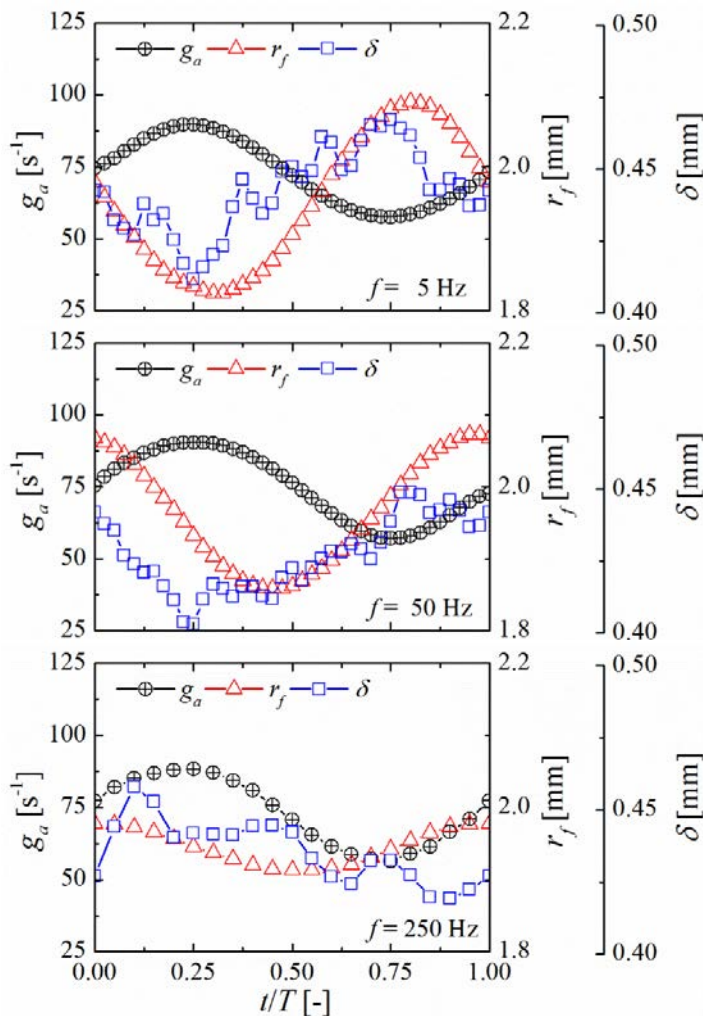 g_a r_f δ
125
100
75
50
25
g_a [s⁻¹]
2.2
2.0
1.8
r_f [mm]
0.50
0.45
0.40
δ [mm]
f = 5 Hz
g_a r_f δ
125
100
75
50
25
g_a [s⁻¹]
2.2
2.0
1.8
r_f [mm]
0.50
0.45
0.40
δ [mm]
f = 50 Hz
g_a r_f δ
125
100
75
50
25
g_a [s⁻¹]
2.2
2.0
1.8
r_f [mm]
0.50
0.45
0.40
δ [mm]
f = 250 Hz
0.00 0.25 0.50 0.75 1.00
t/T [-]